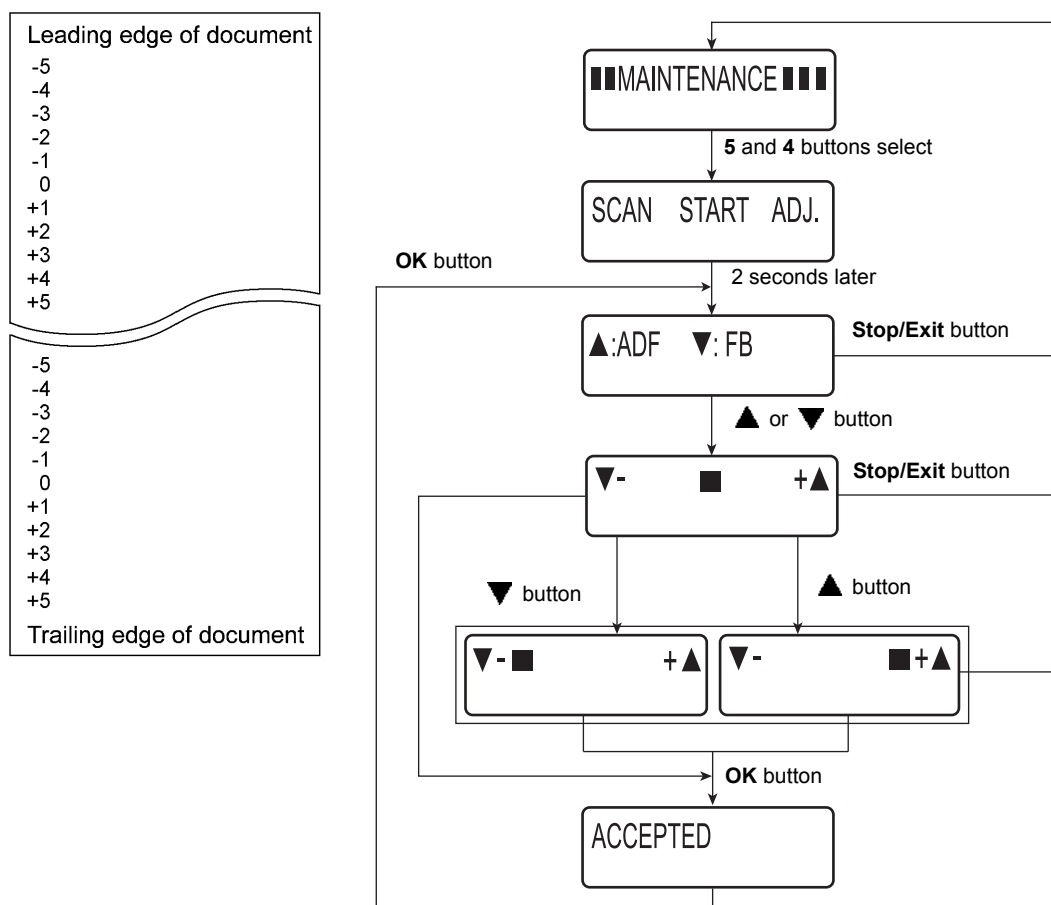 Leading edge of document
-5
-4
-3
-2
-1
0
+1
+2
+3
+4
+5
-5
-4
-3
-2
-1
0
+1
+2
+3
+4
+5
Trailing edge of document
▮▮MAINTENANCE▮▮▮
5 and 4 buttons select
SCAN START ADJ.
OK button
2 seconds later
▲:ADF ▼: FB
Stop/Exit button
▲ or ▼ button
▼- ■ +▲
Stop/Exit button
▼ button
▲ button
▼-■ +▲
▼- ■+▲
OK button
ACCEPTED